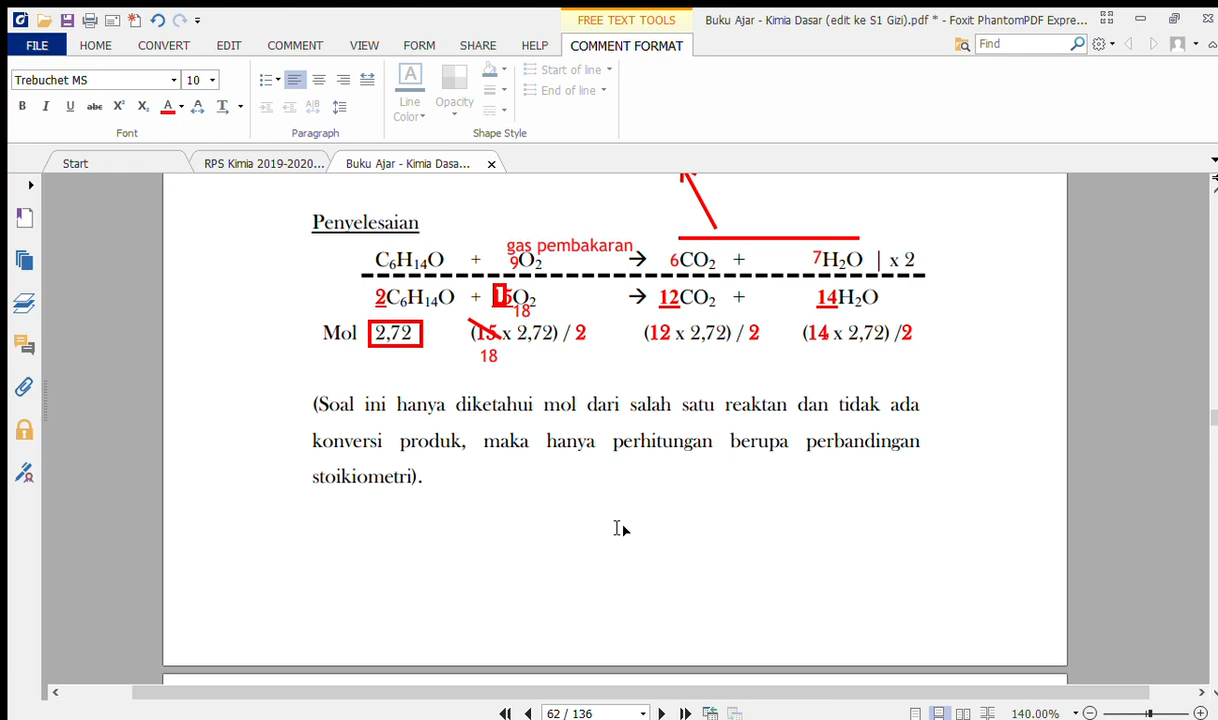 FREE TEXT TOOLS
Buku Ajar - Kimia Dasar (edit ke S1 Gizi).pdf * - Foxit PhantomPDF Expre...
FILE HOME CONVERT EDIT COMMENT VIEW FORM SHARE HELP COMMENT FORMAT Find
Trebuchet MS 10
B I U abc X² X₂ A A T
Line Color
Opacity
Start of line
End of line
Font Paragraph Shape Style
Start RPS Kimia 2019-2020... Buku Ajar - Kimia Dasa...
Penyelesaian
gas pembakaran
C₆H₁₄O + 9O₂ → 6CO₂ + 7H₂O | x 2
2C₆H₁₄O + 15O₂ → 12CO₂ + 14H₂O
18
Mol 2,72 (15 x 2,72) / 2 (12 x 2,72) / 2 (14 x 2,72) /2
18
(Soal ini hanya diketahui mol dari salah satu reaktan dan tidak ada
konversi produk, maka hanya perhitungan berupa perbandingan
stoikiometri).
62 / 136
140.00%